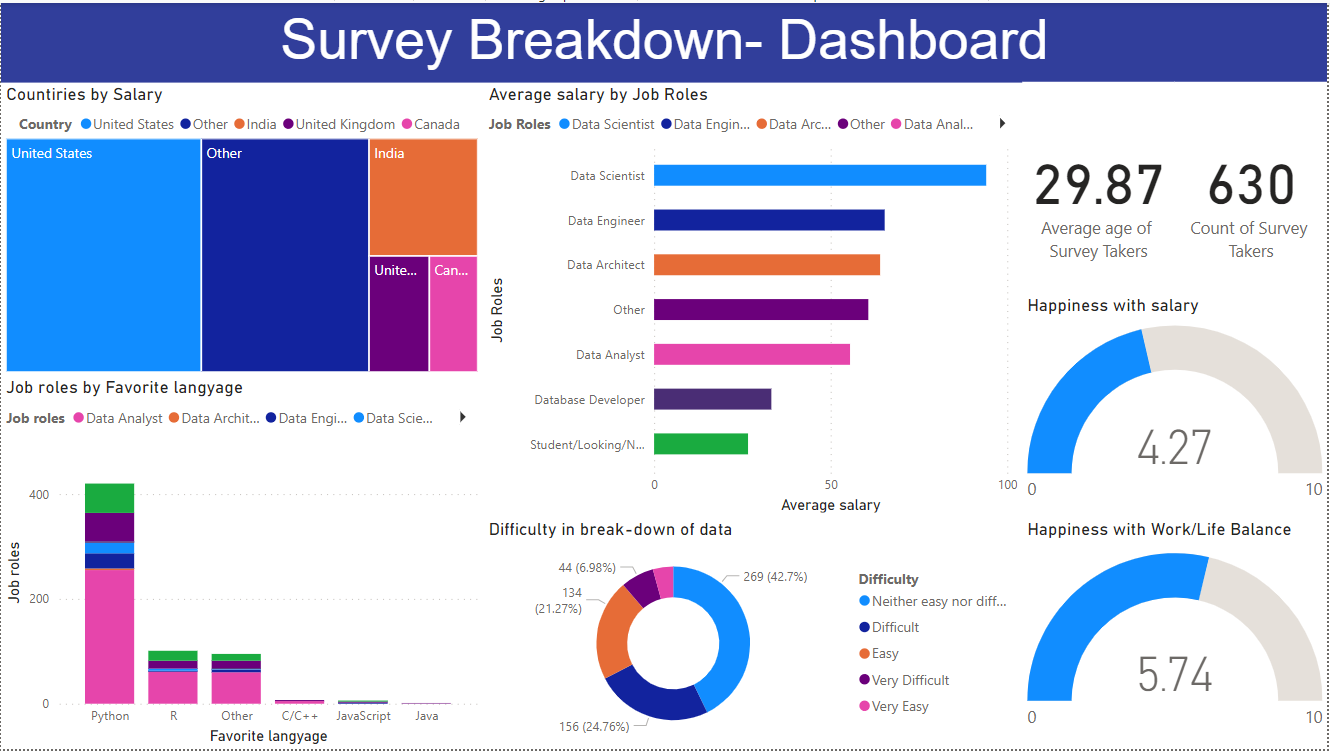 Survey Breakdown- Dashboard
Countiries by Salary
Country United States Other India United Kingdom Canada
United States
Other
India
Unite...
Can...
Job roles by Favorite langyage
Job roles Data Analyst Data Archit... Data Engi... Data Scie...
Job roles
400
200
0
Python R Other C/C++ JavaScript Java
Favorite langyage
Average salary by Job Roles
Job Roles Data Scientist Data Engin... Data Arc... Other Data Anal...
Job Roles
Data Scientist
Data Engineer
Data Architect
Other
Data Analyst
Database Developer
Student/Looking/N...
0 50 100
Average salary
Difficulty in break-down of data
44 (6.98%)
269 (42.7%)
134
(21.27%)
156 (24.76%)
Difficulty
Neither easy nor diff...
Difficult
Easy
Very Difficult
Very Easy
29.87
Average age of
Survey Takers
630
Count of Survey
Takers
Happiness with salary
4.27
0 10
Happiness with Work/Life Balance
5.74
0 10